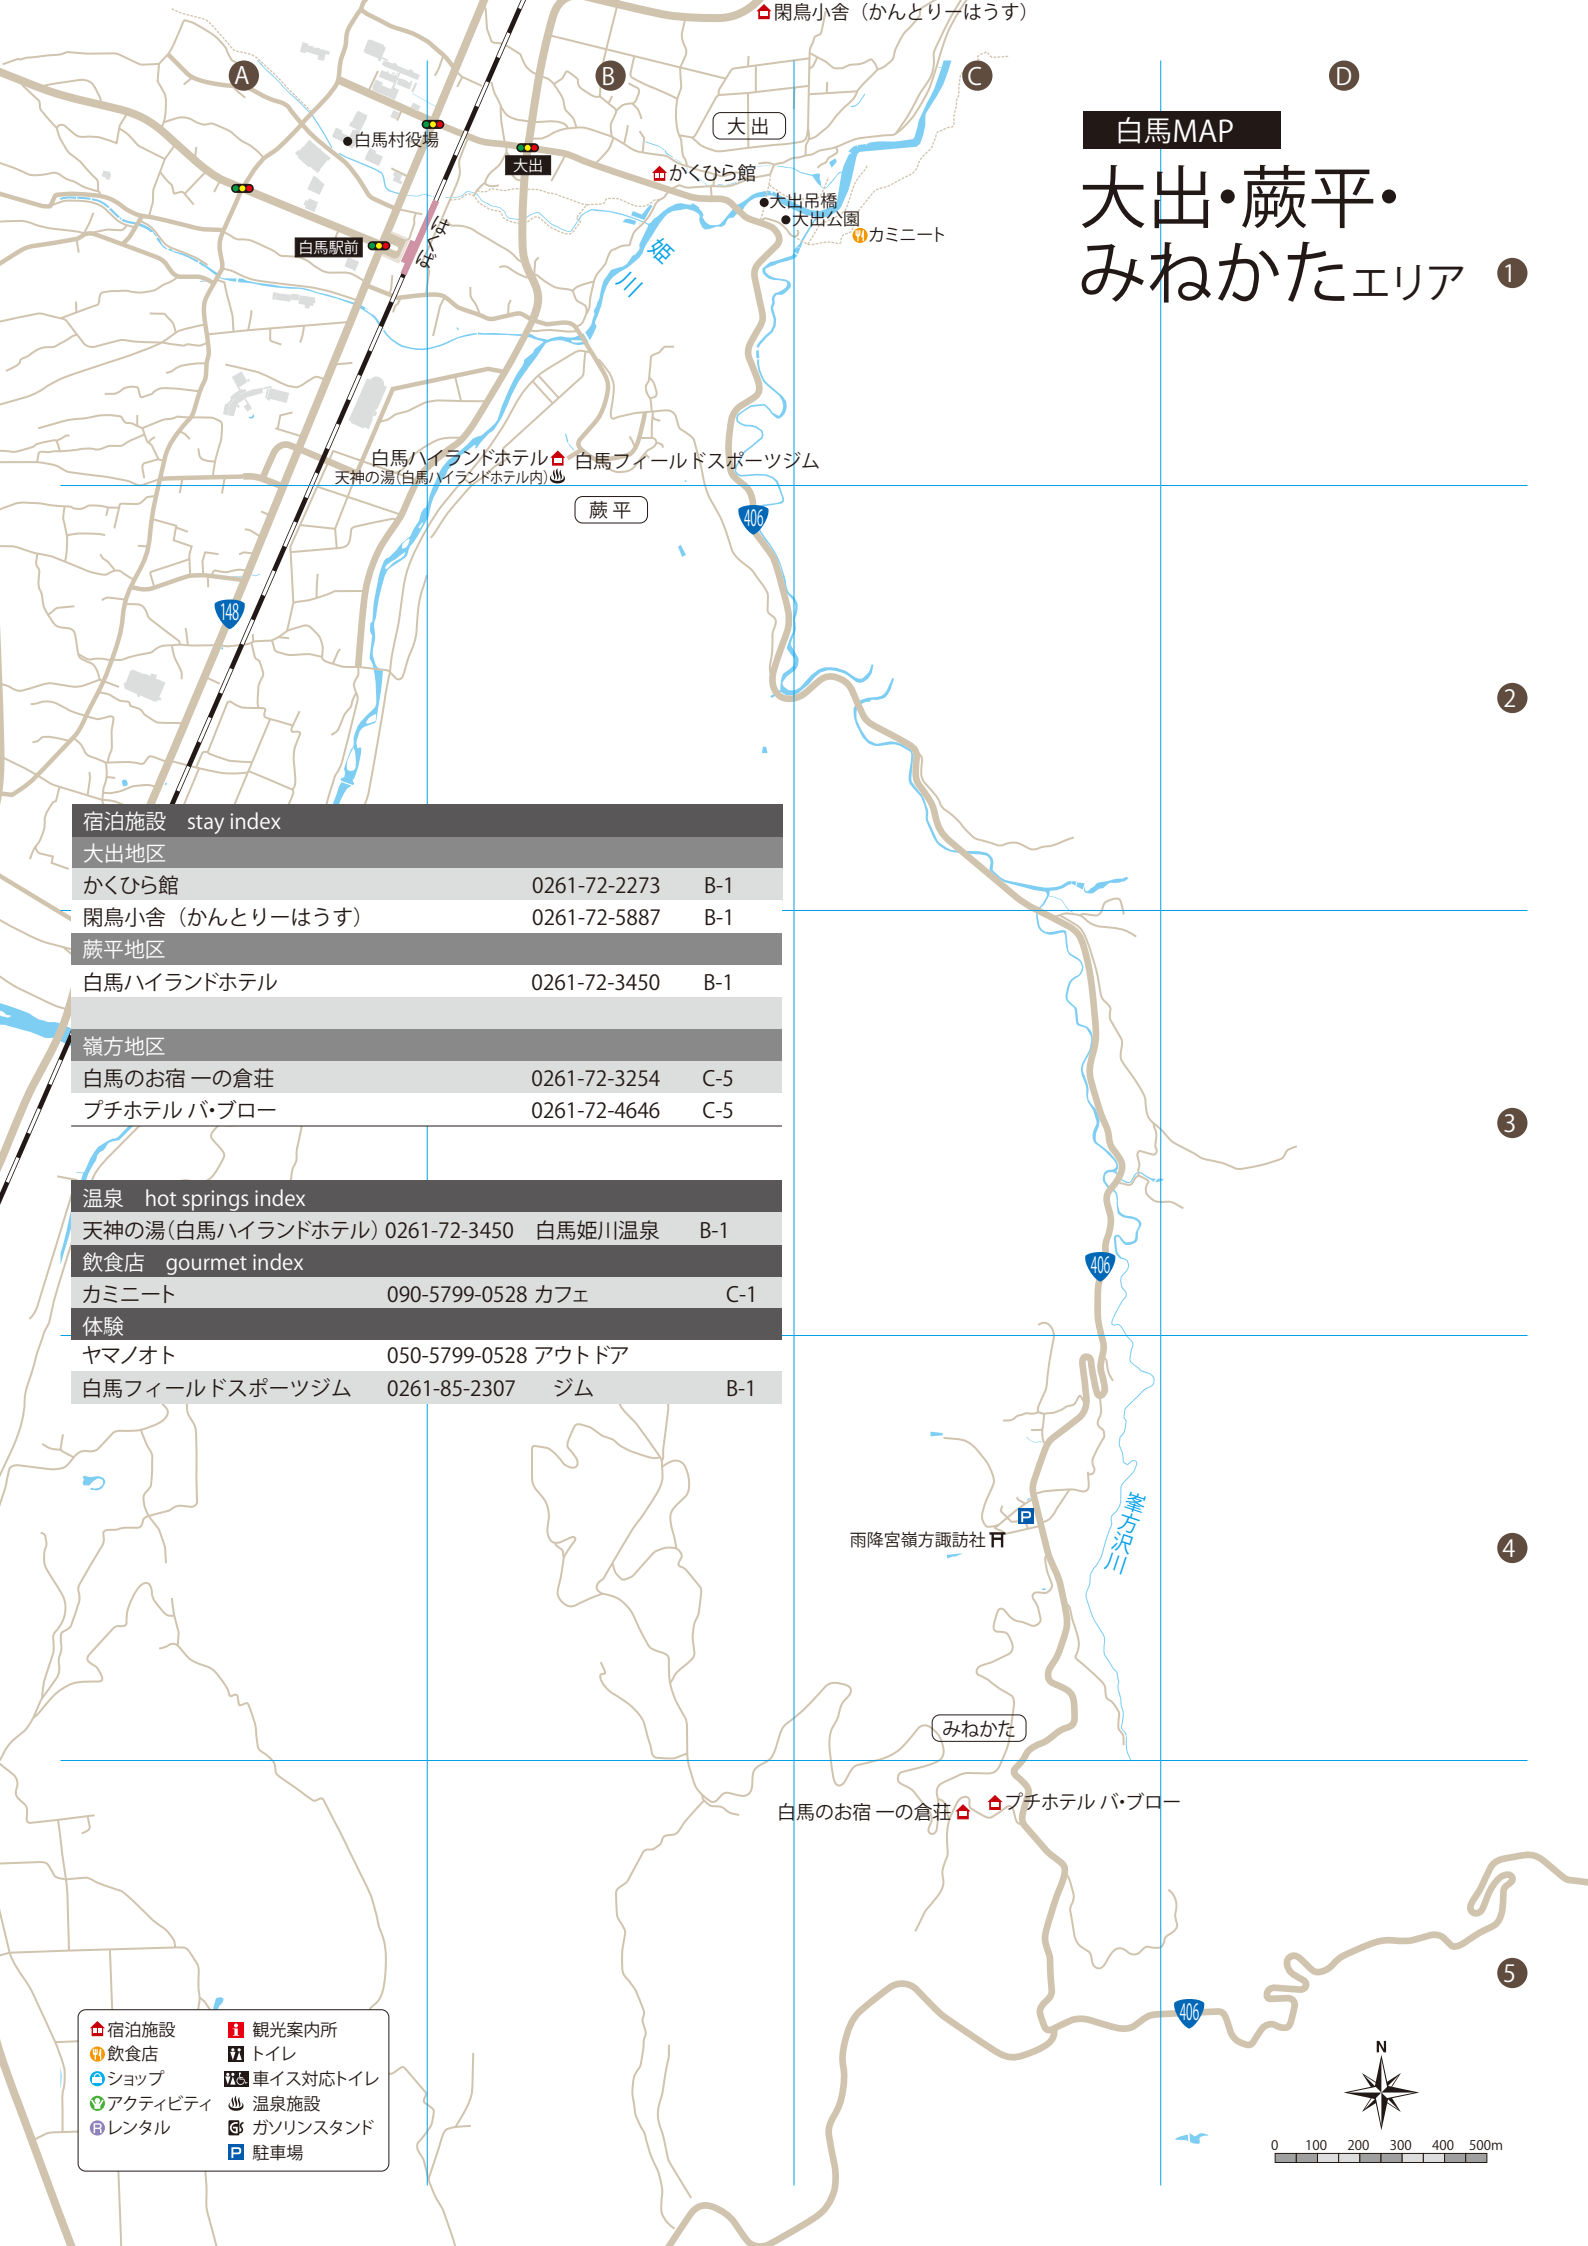 閑鳥小舎（かんとりーはうす）
A
B
C
D
白馬MAP
大出・蕨平・
みねかたエリア
1
大出
白馬村役場
大出
かくひら館
大出吊橋
大出公園
カミニート
白馬駅前
はくば
姫川
白馬ハイランドホテル
白馬フィールドスポーツジム
天神の湯（白馬ハイランドホテル内）
蕨平
406
148
2
宿泊施設 stay index
大出地区
かくひら館 0261-72-2273 B-1
閑鳥小舎（かんとりーはうす） 0261-72-5887 B-1
蕨平地区
白馬ハイランドホテル 0261-72-3450 B-1
嶺方地区
白馬のお宿 一の倉荘 0261-72-3254 C-5
プチホテル バ・ブロー 0261-72-4646 C-5
3
温泉 hot springs index
天神の湯（白馬ハイランドホテル） 0261-72-3450 白馬姫川温泉 B-1
飲食店 gourmet index
カミニート 090-5799-0528 カフェ C-1
体験
ヤマノオト 050-5799-0528 アウトドア
白馬フィールドスポーツジム 0261-85-2307 ジム B-1
406
P
雨降宮嶺方諏訪社
峯方沢川
4
みねかた
白馬のお宿 一の倉荘
プチホテル バ・ブロー
5
406
宿泊施設
飲食店
ショップ
アクティビティ
R レンタル
i 観光案内所
トイレ
車イス対応トイレ
温泉施設
GS ガソリンスタンド
P 駐車場
N
0 100 200 300 400 500m